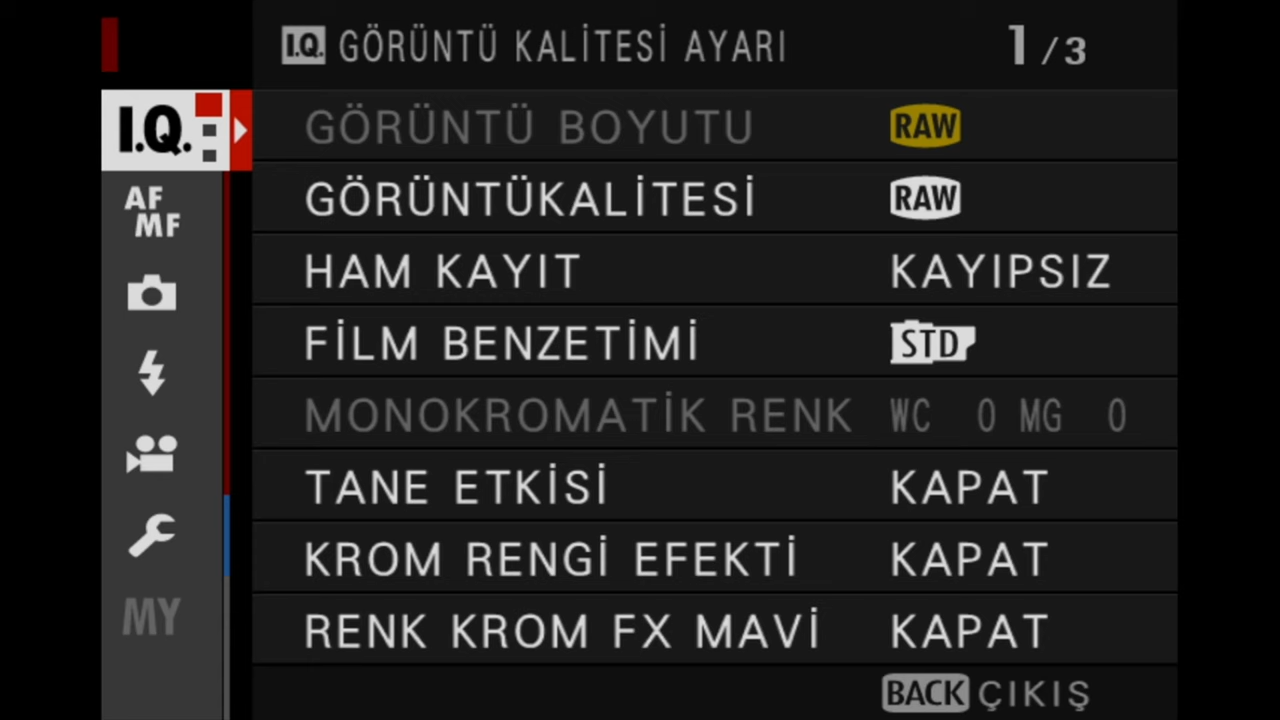 I.Q. GÖRÜNTÜ KALİTESİ AYARI 1/3
I.Q.
GÖRÜNTÜ BOYUTU RAW
GÖRÜNTÜKALİTESİ RAW
AF
MF
HAM KAYIT KAYIPSIZ
FİLM BENZETİMİ STD
MONOKROMATİK RENK WC 0 MG 0
TANE ETKİSİ KAPAT
KROM RENGİ EFEKTİ KAPAT
MY
RENK KROM FX MAVİ KAPAT
BACK ÇIKIŞ